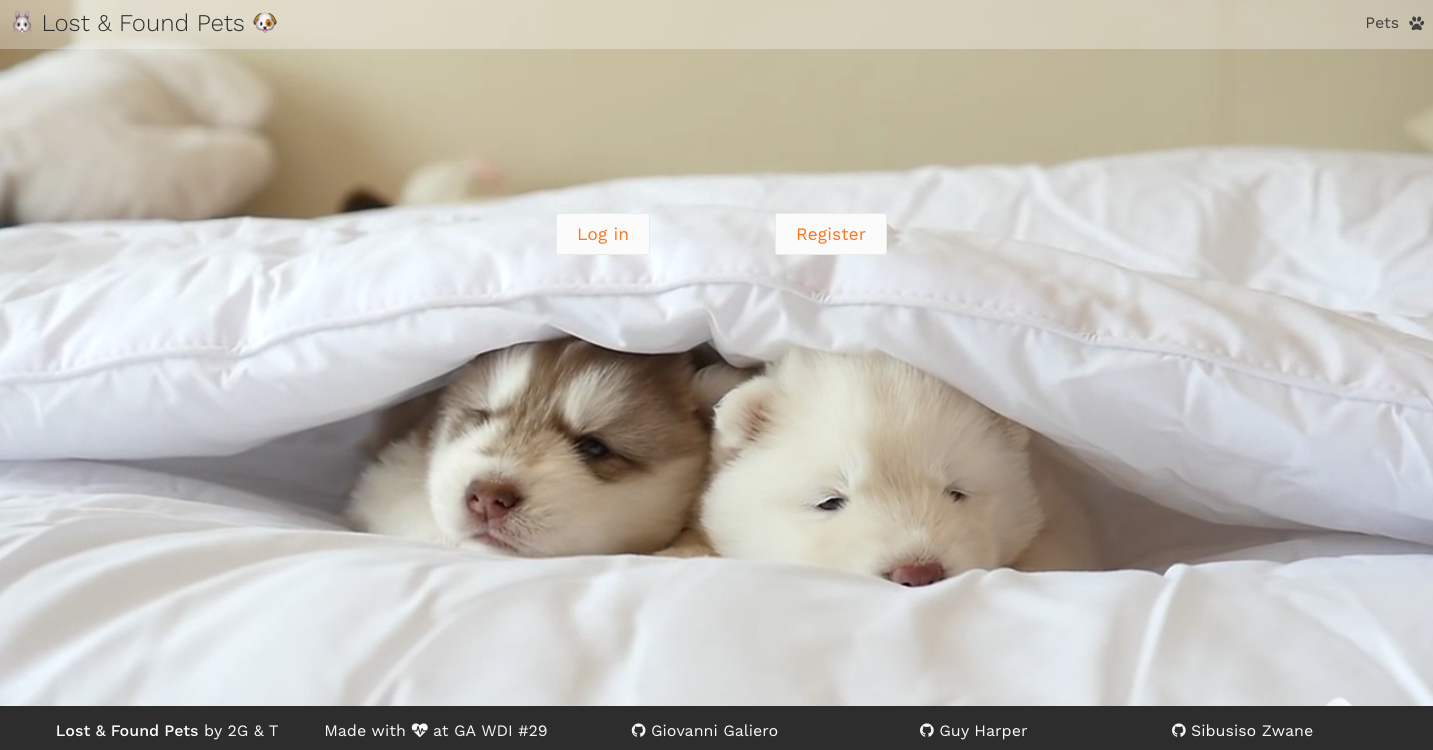 Lost & Found Pets
Pets
Log in
Register
Lost & Found Pets by 2G & T
Made with at GA WDI #29
Giovanni Galiero
Guy Harper
Sibusiso Zwane